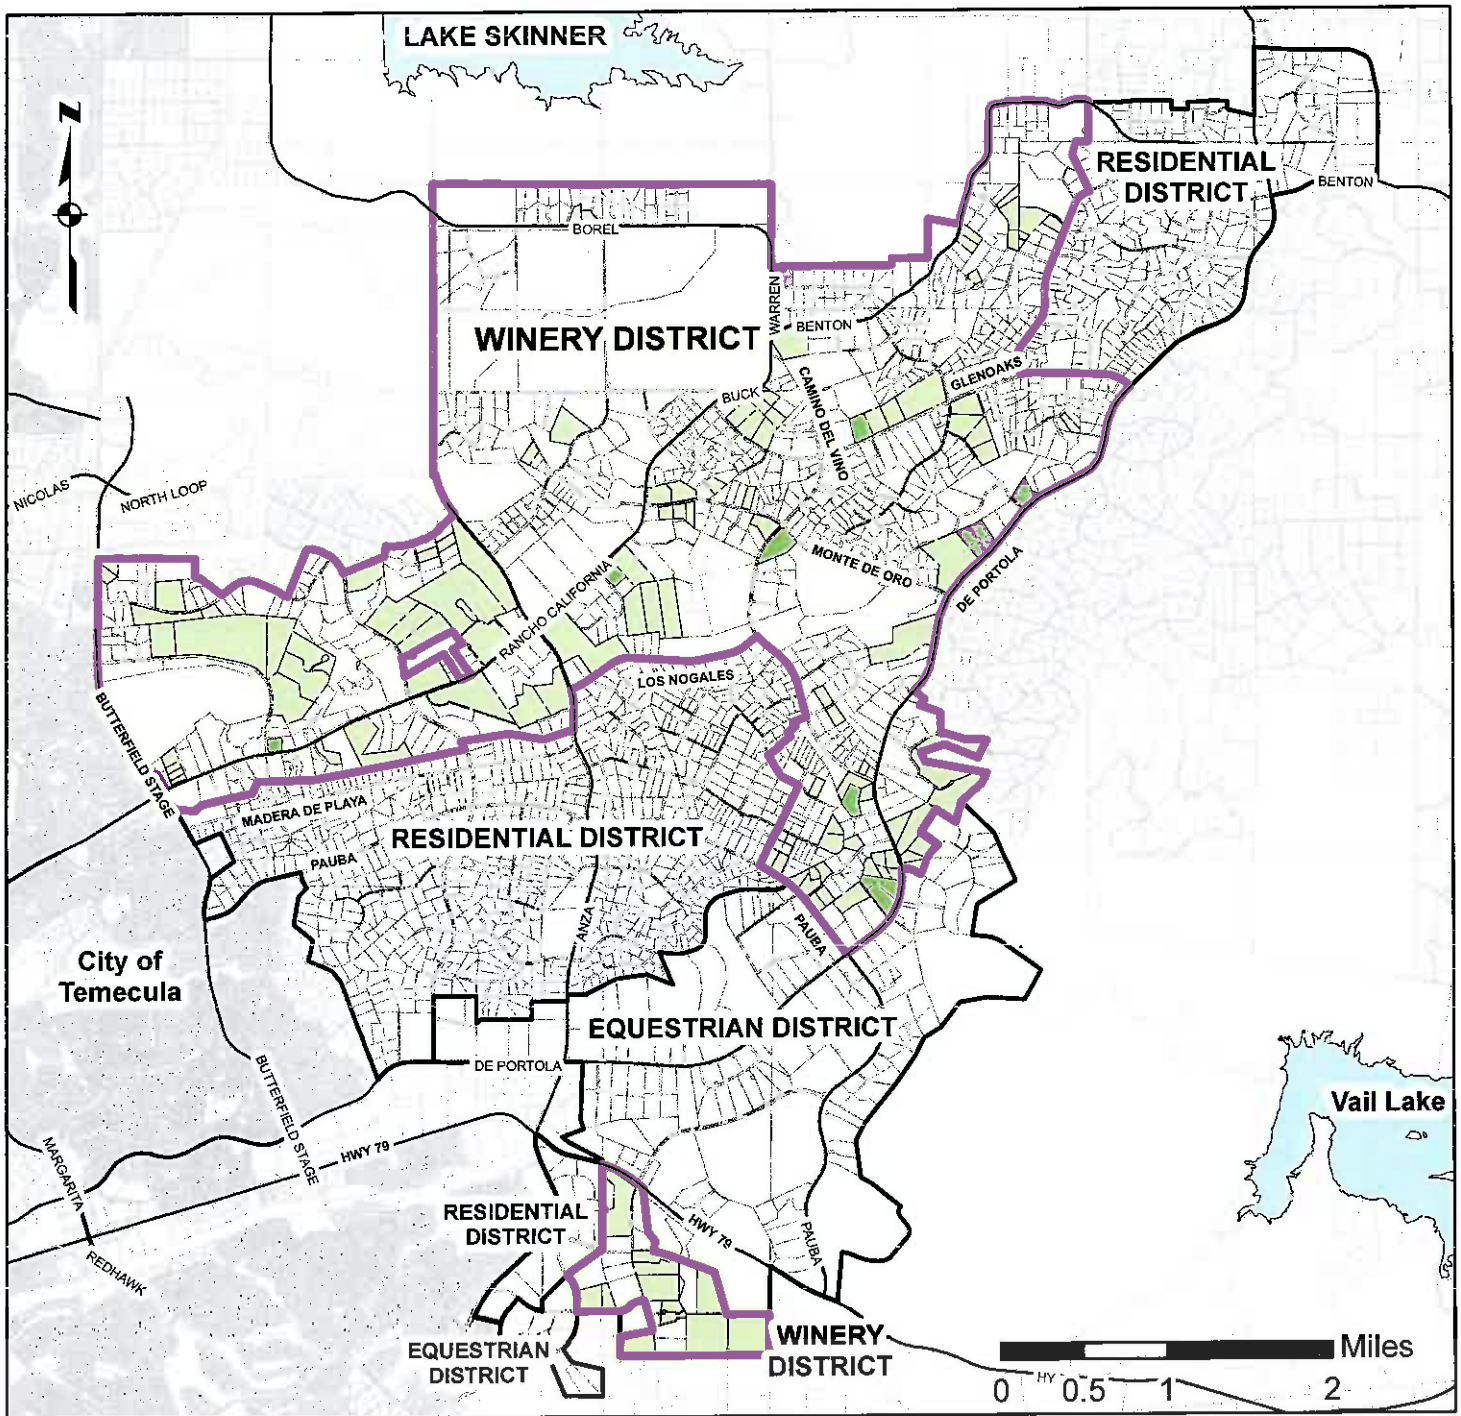 LAKE SKINNER
Z
RESIDENTIAL
DISTRICT
BENTON
BOREL
WARREN
WINERY DISTRICT
BENTON
GLENOAKS
BUCK
CAMINO DEL VINO
NICOLAS
NORTH LOOP
MONTE DE ORO
RANCHO CALIFORNIA
DE PORTOLA
LOS NOGALES
BUTTERFIELD STAGE
MADERA DE PLAYA
RESIDENTIAL DISTRICT
PAUBA
ANZA
PAUBA
City of
Temecula
EQUESTRIAN DISTRICT
DE PORTOLA
BUTTERFIELD STAGE
Vail Lake
HWY 79
MARGARITA
RESIDENTIAL
DISTRICT
HWY 79
PAUBA
REDHAWK
EQUESTRIAN
DISTRICT
WINERY
DISTRICT
Miles
HY
0 0.5 1 2